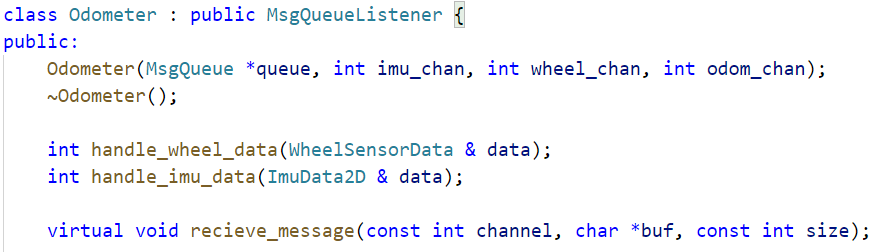 class Odometer : public MsgQueueListener {
public:
    Odometer(MsgQueue *queue, int imu_chan, int wheel_chan, int odom_chan);
    ~Odometer();

    int handle_wheel_data(WheelSensorData & data);
    int handle_imu_data(ImuData2D & data);

    virtual void recieve_message(const int channel, char *buf, const int size);